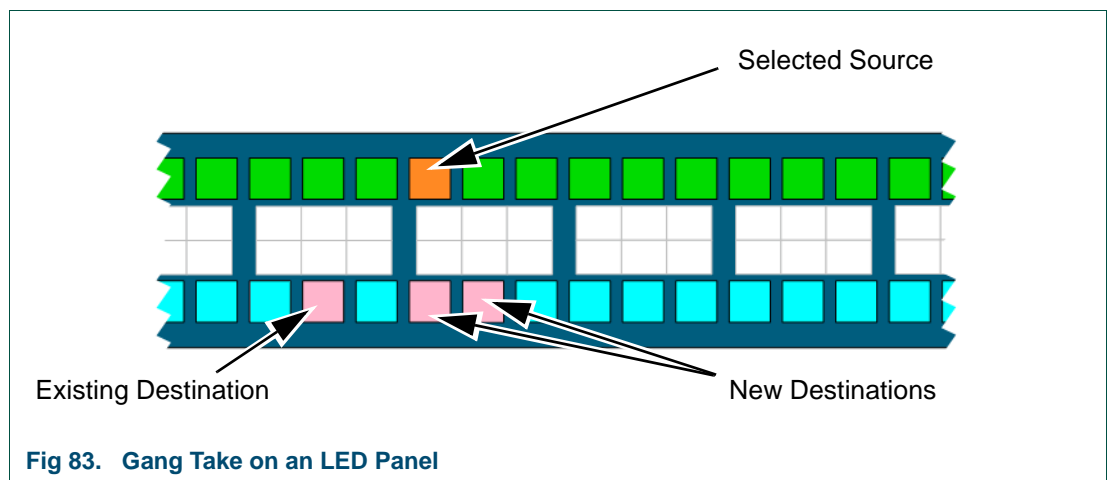 Selected Source
Existing Destination
New Destinations
Fig 83. Gang Take on an LED Panel